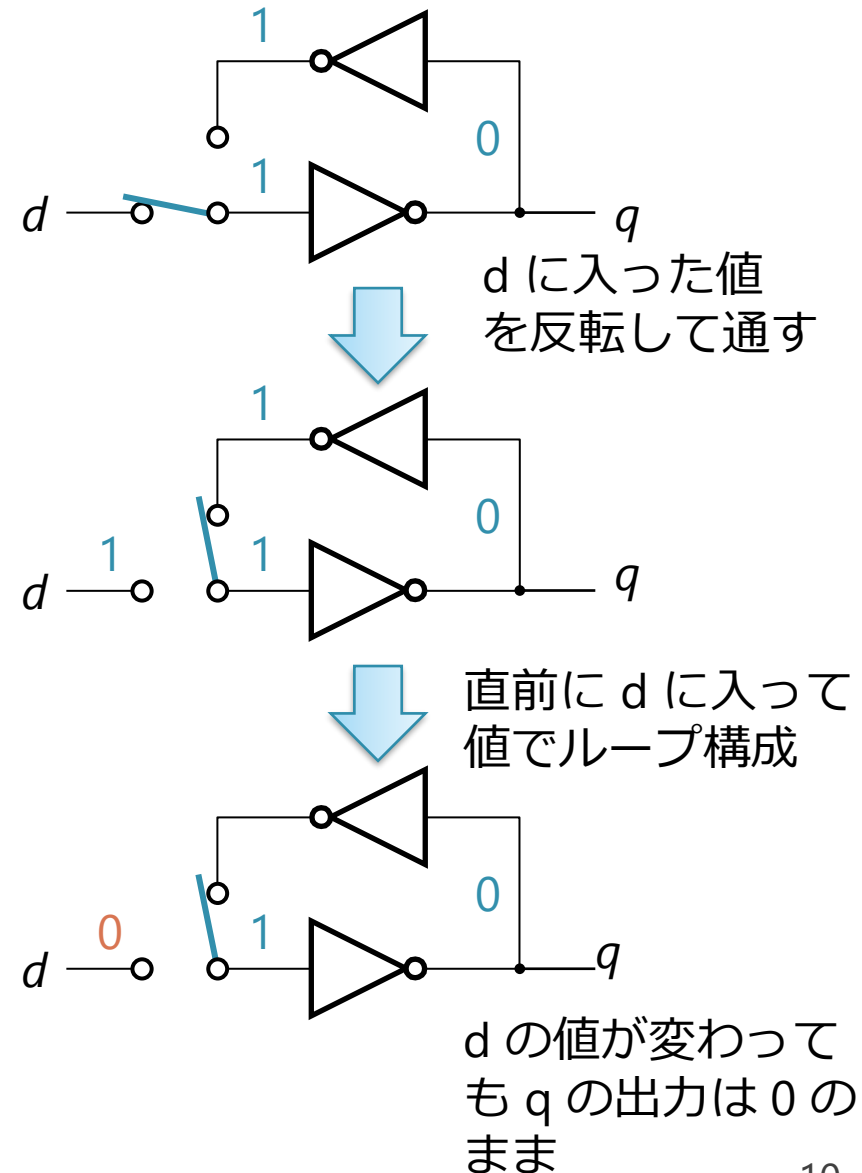 1
0
1
d
q
d に入った値
を反転して通す
1
0
1 1
d
q
直前に d に入って
値でループ構成
0
0 1
d
q
d の値が変わって
も q の出力は 0 の
まま